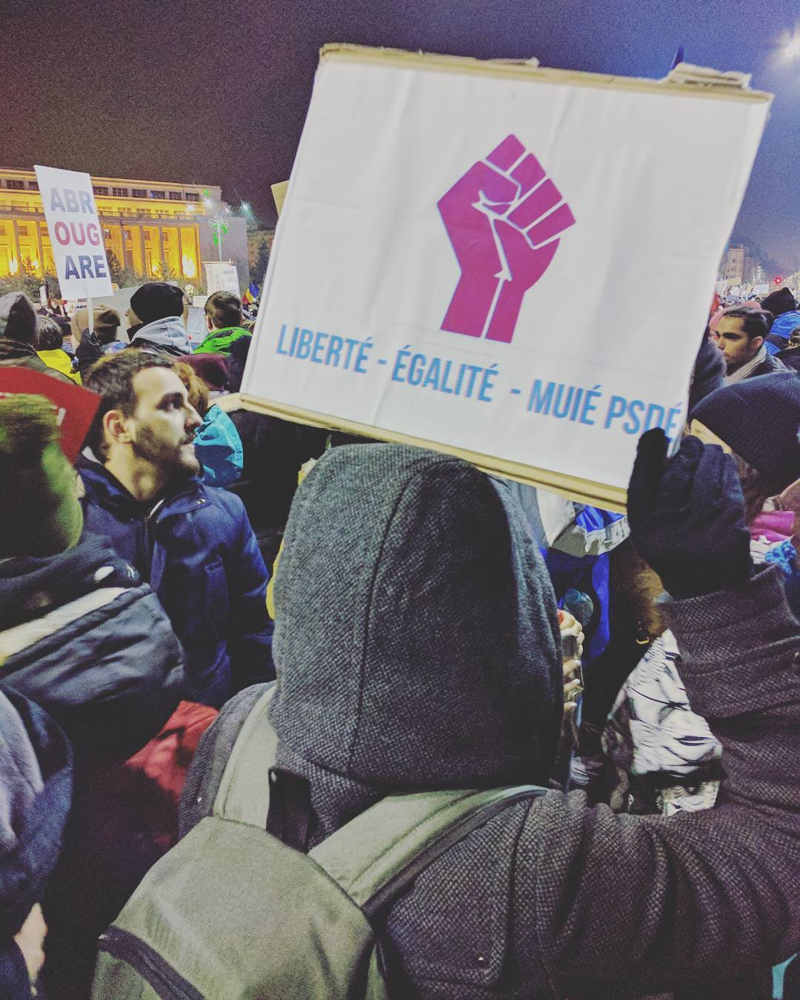 ABR
OUG
ARE
LIBERTÉ - ÉGALITÉ - MUIÉ PSDÉ